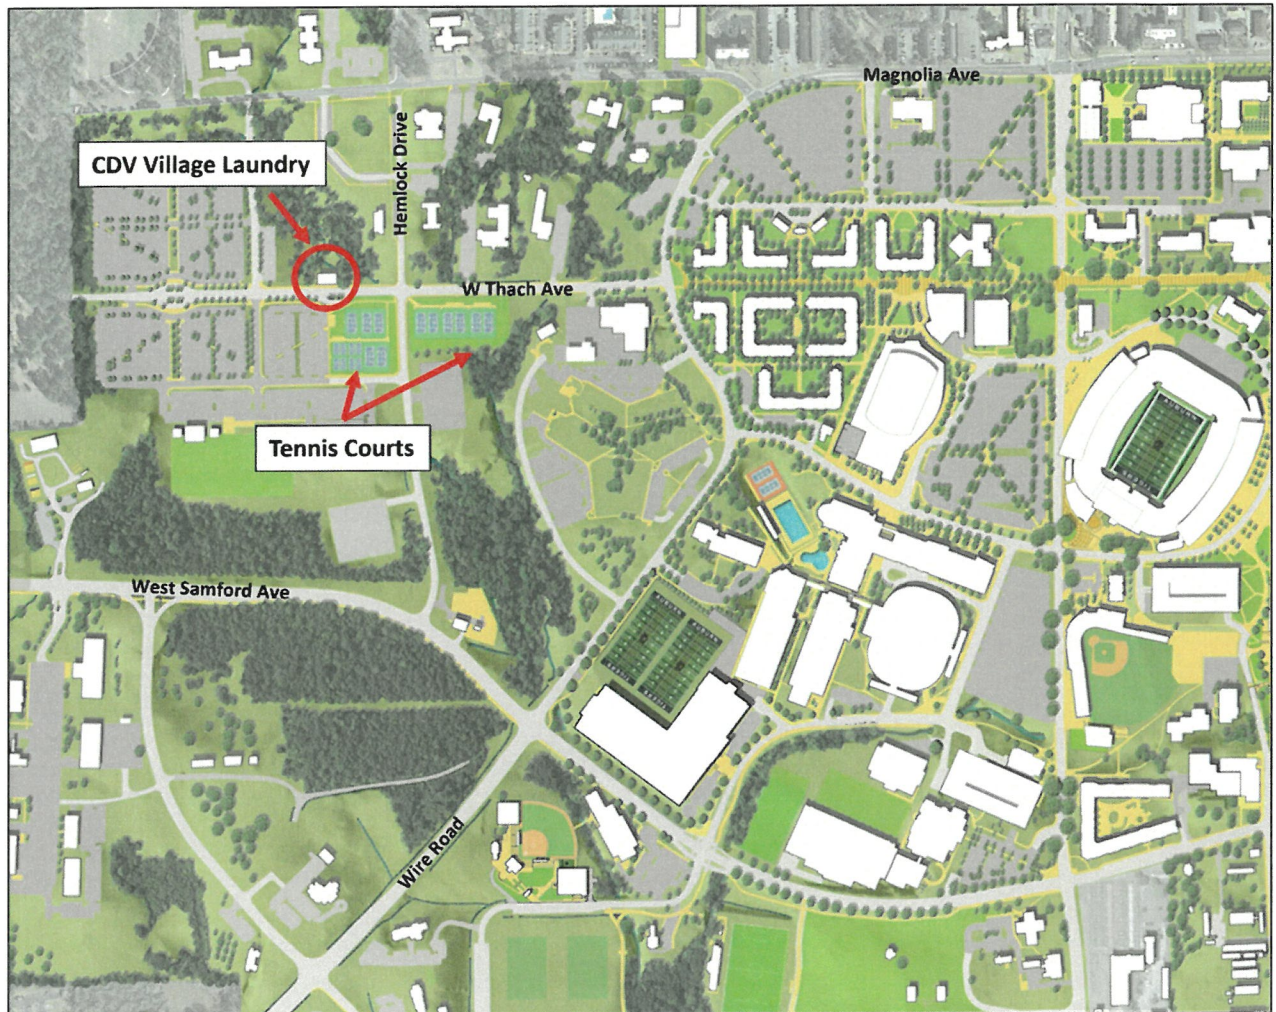 Magnolia Ave
CDV Village Laundry
Hemlock Drive
W Thach Ave
Tennis Courts
West Samford Ave
Wire Road